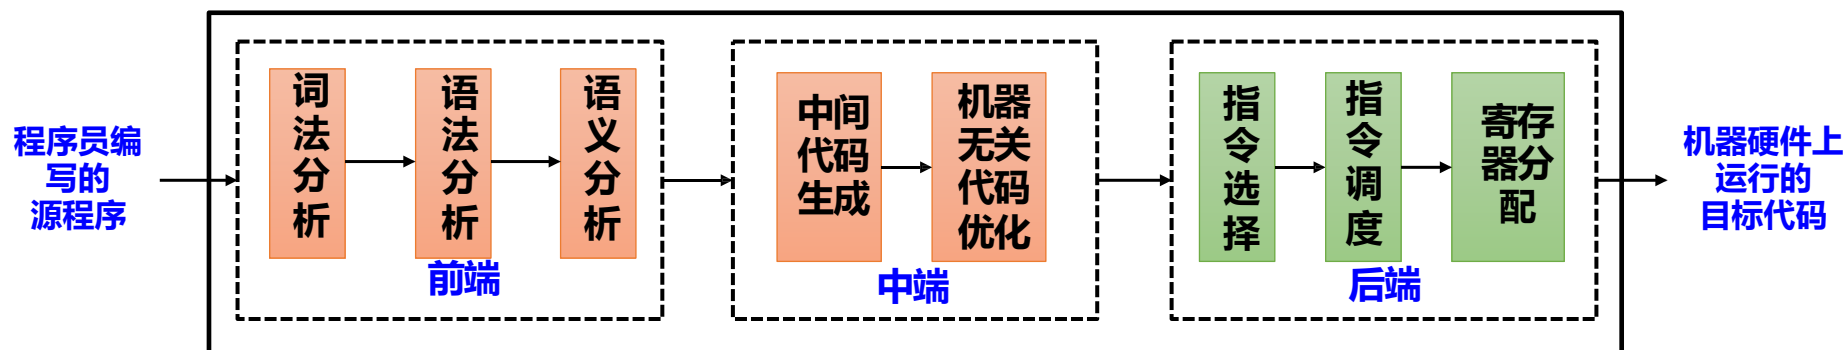 程序员编
写的
源程序
词
法
分
析
语
法
分
析
语
义
分
析
前端
中间
代码
生成
机器
无关
代码
优化
中端
指
令
选
择
指
令
调
度
寄存
器分
配
后端
机器硬件上
运行的
目标代码